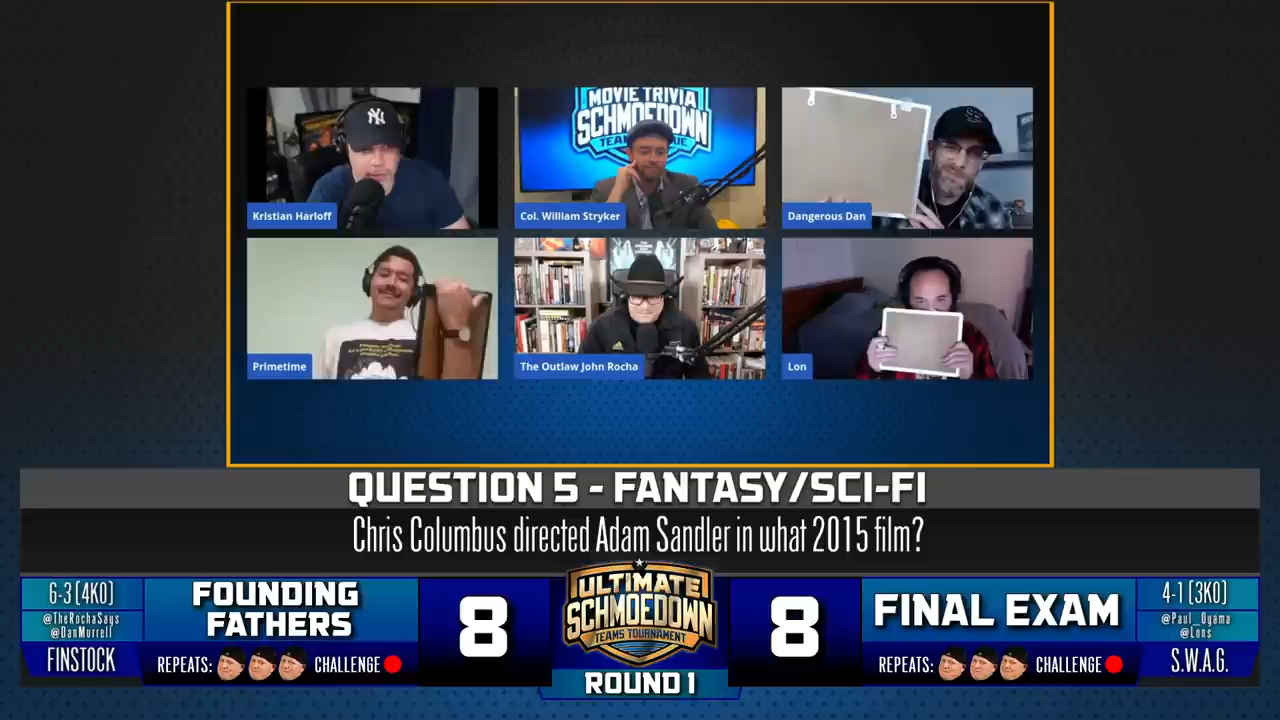 NY
MOVIE TRIVIA
SCHMOEDOWN
Kristian Harloff
Col. William Stryker
Dangerous Dan
Primetime
The Outlaw John Rocha
Lon
QUESTION 5 - FANTASY/SCI-FI
Chris Columbus directed Adam Sandler in what 2015 film?
6-3 [4KO]
@TheRochaSays
@DanMurrell
FINSTOCK
FOUNDING
FATHERS
REPEATS:
CHALLENGE
8
ULTIMATE
SCHMOEDOWN
TEAMS TOURNAMENT
ROUND 1
8
FINAL EXAM
REPEATS:
CHALLENGE
4-1 [3KO]
@Paul_Oyama
@Lons
S.W.A.G.